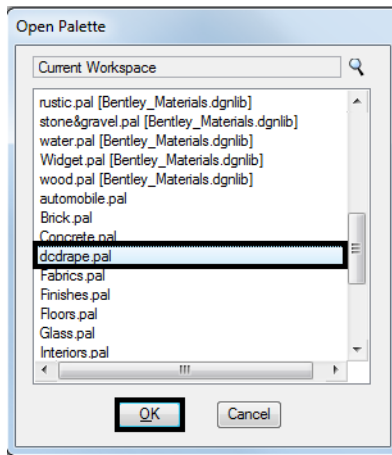 Open Palette
Current Workspace
rustic.pal [Bentley_Materials.dgnlib]
stone&gravel.pal [Bentley_Materials.dgnlib]
water.pal [Bentley_Materials.dgnlib]
Widget.pal [Bentley_Materials.dgnlib]
wood.pal [Bentley_Materials.dgnlib]
automobile.pal
Brick.pal
Concrete.pal
dcdrape.pal
Fabrics.pal
Finishes.pal
Floors.pal
Glass.pal
Interiors.pal
OK Cancel